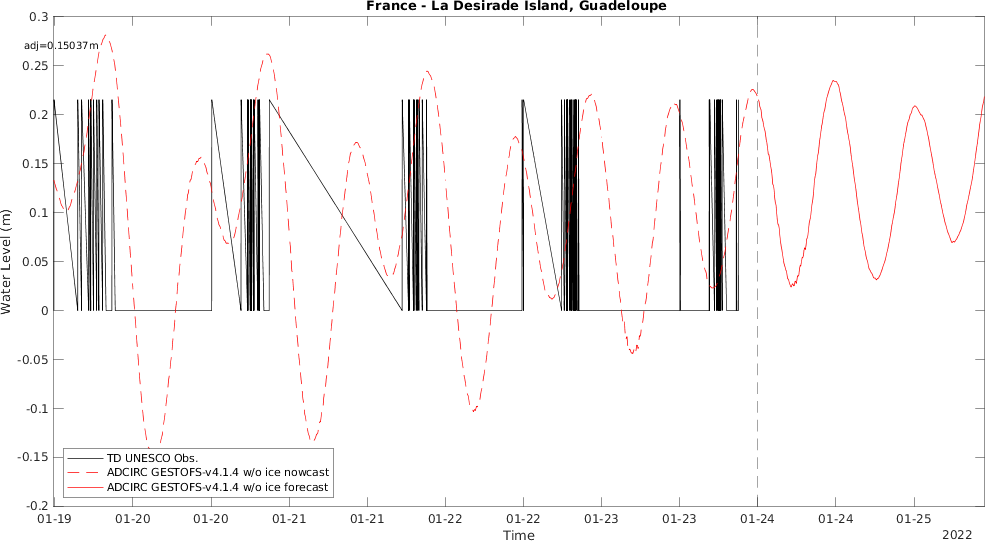 France - La Desirade Island, Guadeloupe
adj=0.15037m
0.3
0.25
0.2
0.15
0.1
0.05
0
-0.05
-0.1
-0.15
-0.2
Water Level (m)
TD UNESCO Obs.
ADCIRC GESTOFS-v4.1.4 w/o ice nowcast
ADCIRC GESTOFS-v4.1.4 w/o ice forecast
01-19 01-20 01-20 01-21 01-21 01-22 01-22 01-23 01-23 01-24 01-24 01-25
Time
2022